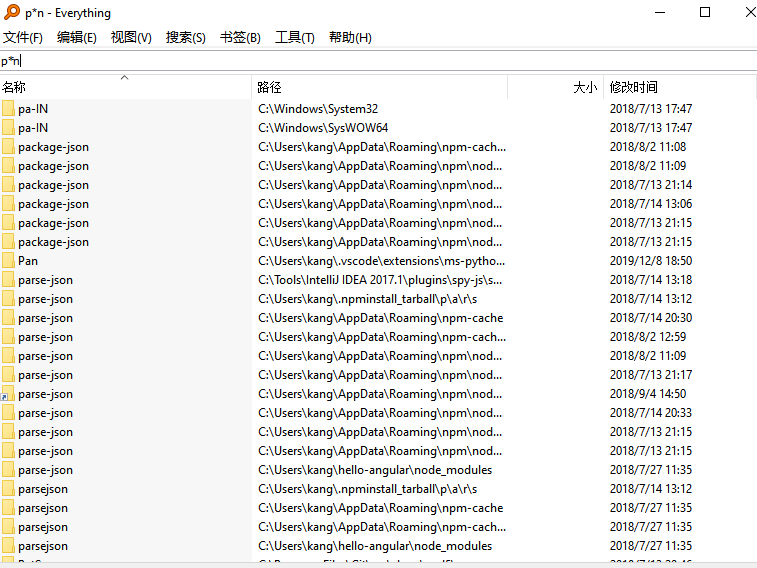 p*n - Everything
文件(F) 编辑(E) 视图(V) 搜索(S) 书签(B) 工具(T) 帮助(H)
p*n
名称 路径 大小 修改时间
pa-IN C:\Windows\System32 2018/7/13 17:47
pa-IN C:\Windows\SysWOW64 2018/7/13 17:47
package-json C:\Users\kang\AppData\Roaming\npm-cach... 2018/8/2 11:08
package-json C:\Users\kang\AppData\Roaming\npm\nod... 2018/8/2 11:09
package-json C:\Users\kang\AppData\Roaming\npm\nod... 2018/7/13 21:14
package-json C:\Users\kang\AppData\Roaming\npm\nod... 2018/7/14 13:06
package-json C:\Users\kang\AppData\Roaming\npm\nod... 2018/7/13 21:15
package-json C:\Users\kang\AppData\Roaming\npm\nod... 2018/7/13 21:15
Pan C:\Users\kang\.vscode\extensions\ms-pytho... 2019/12/8 18:50
parse-json C:\Tools\IntelliJ IDEA 2017.1\plugins\spy-js\s... 2018/7/14 13:18
parse-json C:\Users\kang\.npminstall_tarball\p\a\r\s 2018/7/14 13:12
parse-json C:\Users\kang\AppData\Roaming\npm-cache 2018/7/14 20:30
parse-json C:\Users\kang\AppData\Roaming\npm-cach... 2018/8/2 12:59
parse-json C:\Users\kang\AppData\Roaming\npm\nod... 2018/8/2 11:09
parse-json C:\Users\kang\AppData\Roaming\npm\nod... 2018/7/13 21:17
parse-json C:\Users\kang\AppData\Roaming\npm\nod... 2018/9/4 14:50
parse-json C:\Users\kang\AppData\Roaming\npm\nod... 2018/7/14 20:33
parse-json C:\Users\kang\AppData\Roaming\npm\nod... 2018/7/13 21:15
parse-json C:\Users\kang\AppData\Roaming\npm\nod... 2018/7/13 21:15
parse-json C:\Users\kang\hello-angular\node_modules 2018/7/27 11:35
parsejson C:\Users\kang\.npminstall_tarball\p\a\r\s 2018/7/14 13:12
parsejson C:\Users\kang\AppData\Roaming\npm-cache 2018/7/27 11:35
parsejson C:\Users\kang\AppData\Roaming\npm-cach... 2018/7/27 11:35
parsejson C:\Users\kang\hello-angular\node_modules 2018/7/27 11:35